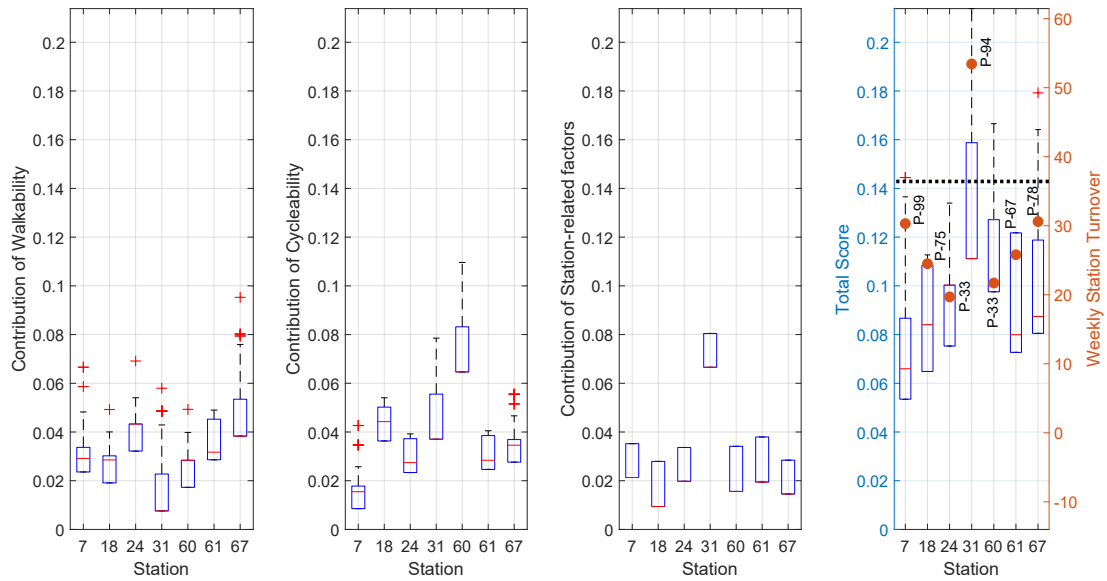 Contribution of Walkability
0.2
0.18
0.16
0.14
0.12
0.1
0.08
0.06
0.04
0.02
0
7 18 24 31 60 61 67
Station
Contribution of Cycleability
0.2
0.18
0.16
0.14
0.12
0.1
0.08
0.06
0.04
0.02
0
7 18 24 31 60 61 67
Station
Contribution of Station-related factors
0.2
0.18
0.16
0.14
0.12
0.1
0.08
0.06
0.04
0.02
0
7 18 24 31 60 61 67
Station
Total Score
0.2
0.18
0.16
0.14
0.12
0.1
0.08
0.06
0.04
0.02
0
P-99
P-75
P-33
P-94
P-33
P-67
P-78
7 18 24 31 60 61 67
Station
60
50
40
30
20
10
0
-10
Weekly Station Turnover